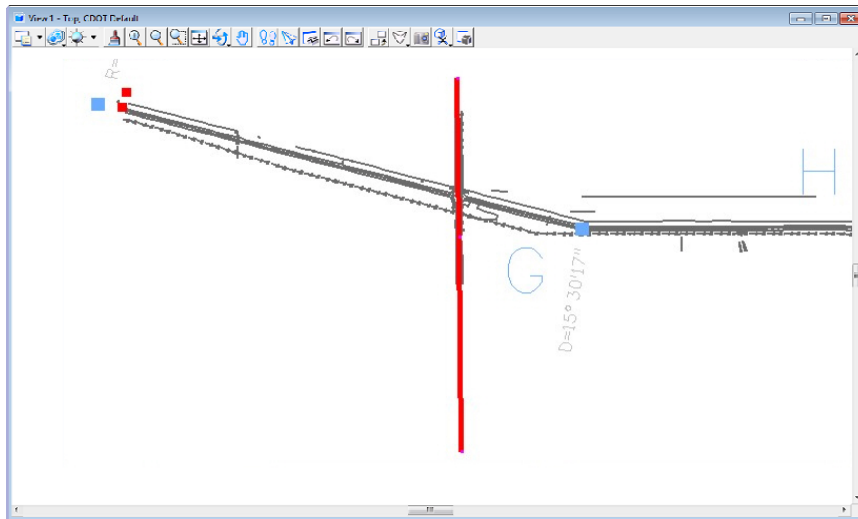 View 1 - Top, CDOT Default
R=
H
G
D=15° 30'17"